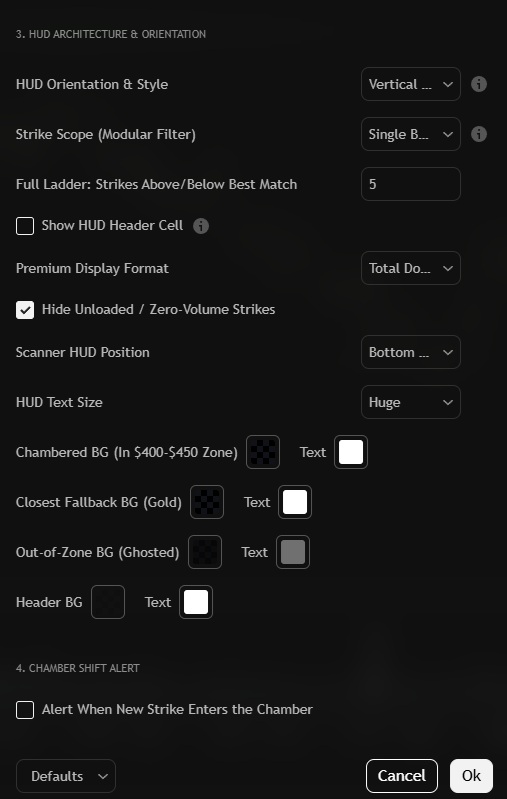 3. HUD ARCHITECTURE & ORIENTATION
HUD Orientation & Style Vertical ...
Strike Scope (Modular Filter) Single B...
Full Ladder: Strikes Above/Below Best Match 5
Show HUD Header Cell
Premium Display Format Total Do...
Hide Unloaded / Zero-Volume Strikes
Scanner HUD Position Bottom ...
HUD Text Size Huge
Chambered BG (In $400-$450 Zone) Text
Closest Fallback BG (Gold) Text
Out-of-Zone BG (Ghosted) Text
Header BG Text
4. CHAMBER SHIFT ALERT
Alert When New Strike Enters the Chamber
Defaults Cancel Ok